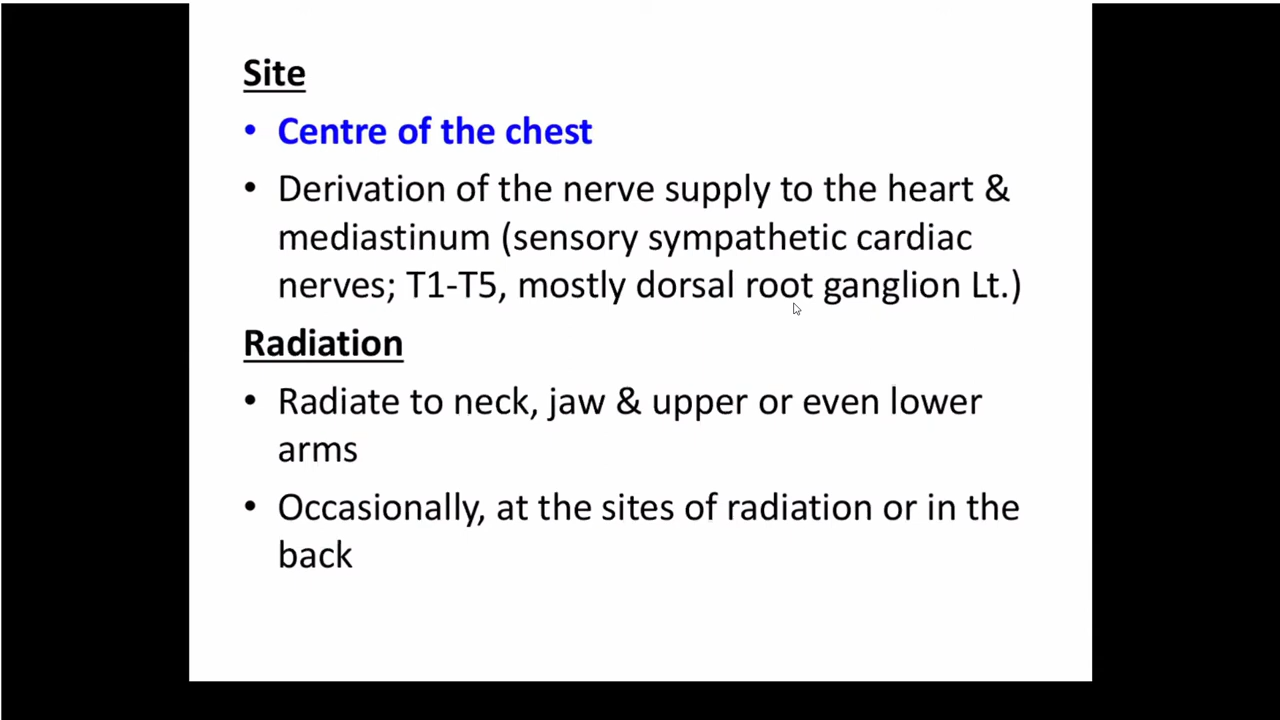 Site
• Centre of the chest
• Derivation of the nerve supply to the heart &
mediastinum (sensory sympathetic cardiac
nerves; T1-T5, mostly dorsal root ganglion Lt.)
Radiation
• Radiate to neck, jaw & upper or even lower
arms
• Occasionally, at the sites of radiation or in the
back